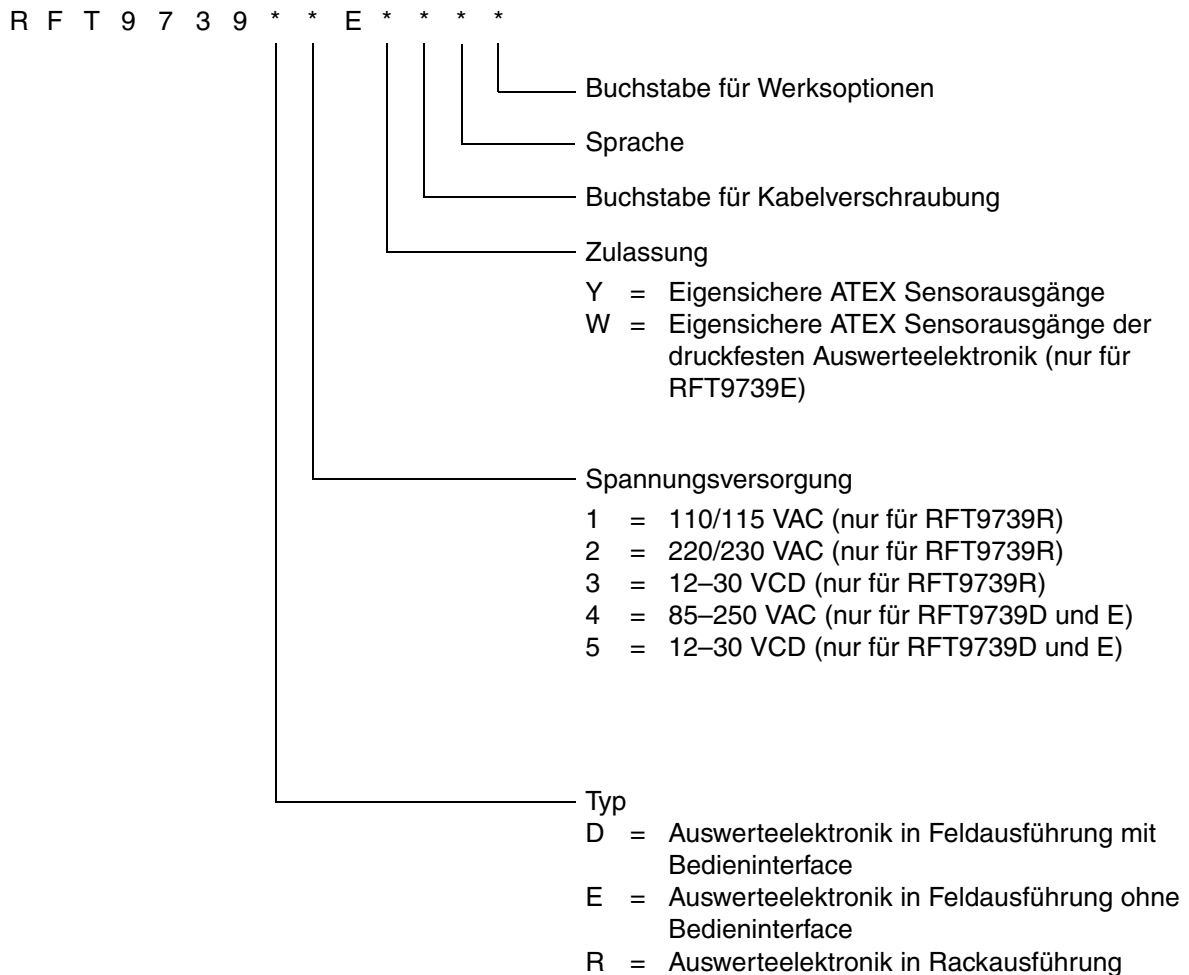 R F T 9 7 3 9 * * E * * * *
Buchstabe für Werksoptionen
Sprache
Buchstabe für Kabelverschraubung
Zulassung
Y = Eigensichere ATEX Sensorausgänge
W = Eigensichere ATEX Sensorausgänge der
druckfesten Auswerteelektronik (nur für
RFT9739E)
Spannungsversorgung
1 = 110/115 VAC (nur für RFT9739R)
2 = 220/230 VAC (nur für RFT9739R)
3 = 12–30 VCD (nur für RFT9739R)
4 = 85–250 VAC (nur für RFT9739D und E)
5 = 12–30 VCD (nur für RFT9739D und E)
Typ
D = Auswerteelektronik in Feldausführung mit
Bedieninterface
E = Auswerteelektronik in Feldausführung ohne
Bedieninterface
R = Auswerteelektronik in Rackausführung